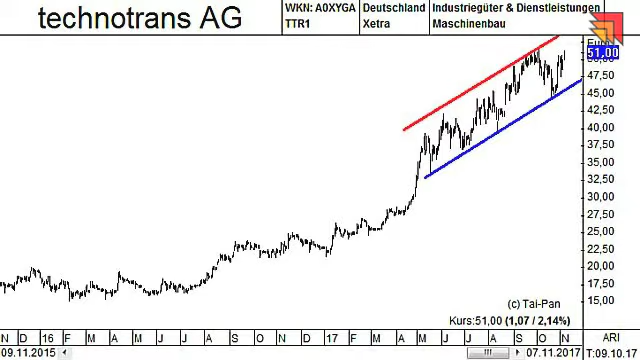 technotrans AG
WKN: A0XYGA Deutschland Industriegüter & Dienstleistungen
TTR1 Xetra Maschinenbau
51,00
47,50
45,00
42,50
40,00
37,50
35,00
32,50
30,00
27,50
25,00
22,50
20,00
17,50
15,00
(c) Tai-Pan
Kurs:51,00 (1,07 / 2,14%)
N D 16 F M A M J J A S O N D 17 F M A M J J A S O N ARI
09.11.2015 07.11.2017 T:09.10.17